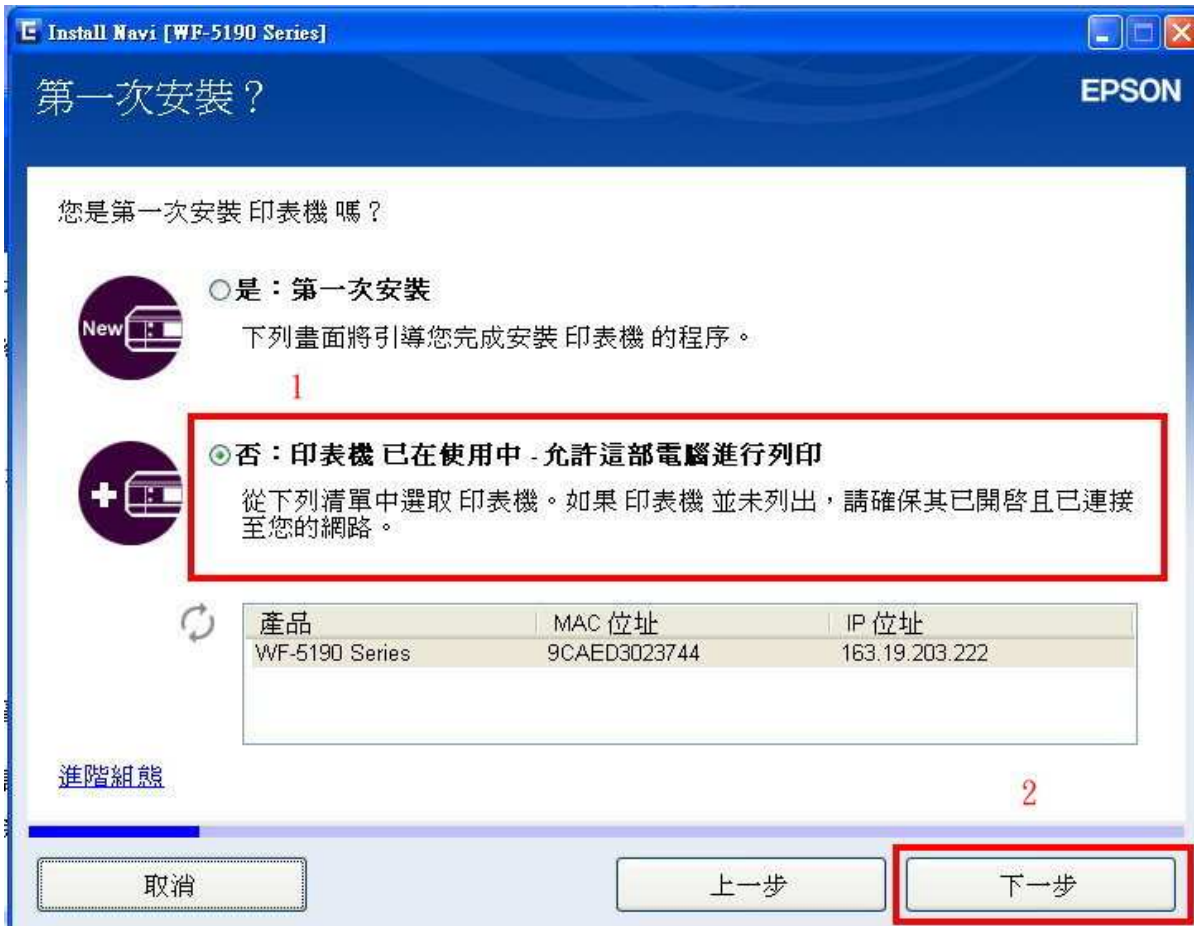 Install Navi [WF-5190 Series]
第一次安裝？
EPSON
您是第一次安裝 印表機 嗎？
New
是：第一次安裝
下列畫面將引導您完成安裝 印表機 的程序。
1
否：印表機 已在使用中 - 允許這部電腦進行列印
從下列清單中選取 印表機。如果 印表機 並未列出，請確保其已開啓且已連接
至您的網路。
產品 MAC 位址 IP 位址
WF-5190 Series 9CAED3023744 163.19.203.222
進階組態
2
取消 上一步 下一步